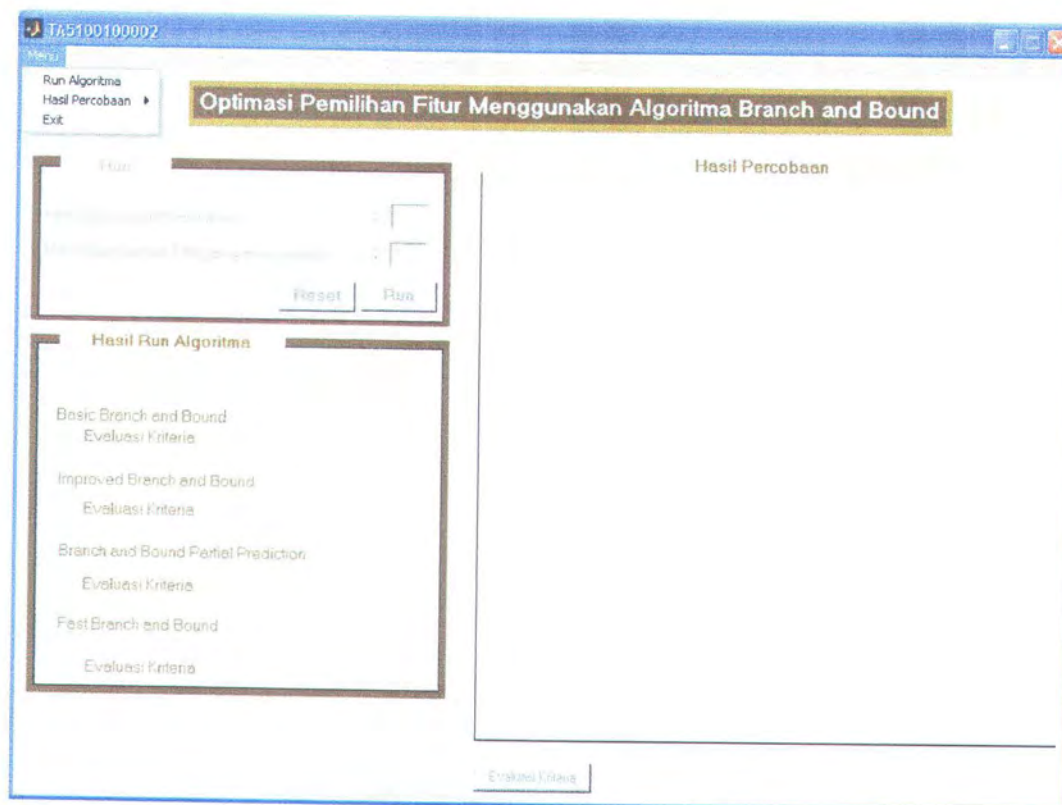 TA5100100002
Menu
Run Algoritma
Hasil Percobaan
Exit
Optimasi Pemilihan Fitur Menggunakan Algoritma Branch and Bound
Run
:
:
Reset Run
Hasil Run Algoritma
Basic Branch and Bound
Evaluasi Kriteria
Improved Branch and Bound
Evaluasi Kriteria
Branch and Bound Partial Prediction
Evaluasi Kriteria
Fast Branch and Bound
Evaluasi Kriteria
Hasil Percobaan
Evaluasi Kriteria